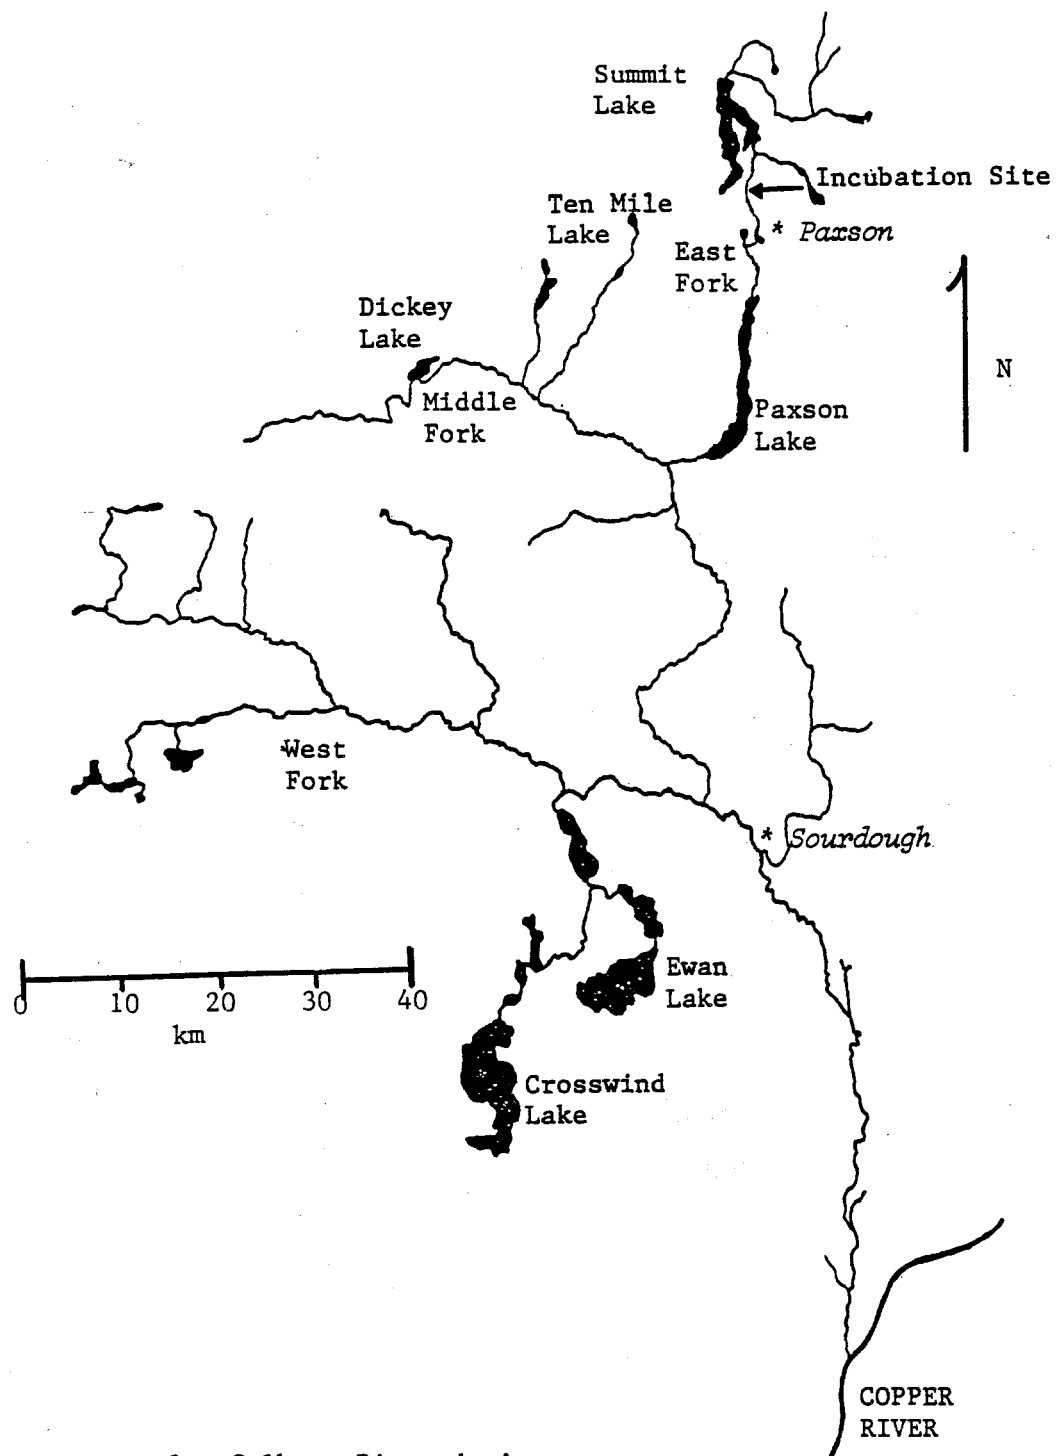 Summit
Lake
Incubation Site
Ten Mile
Lake
* Paxson
East
Fork
Dickey
Lake
N
Middle
Fork
Paxson
Lake
West
Fork
* Sourdough
Ewan
Lake
0 10 20 30 40
km
Crosswind
Lake
COPPER
RIVER